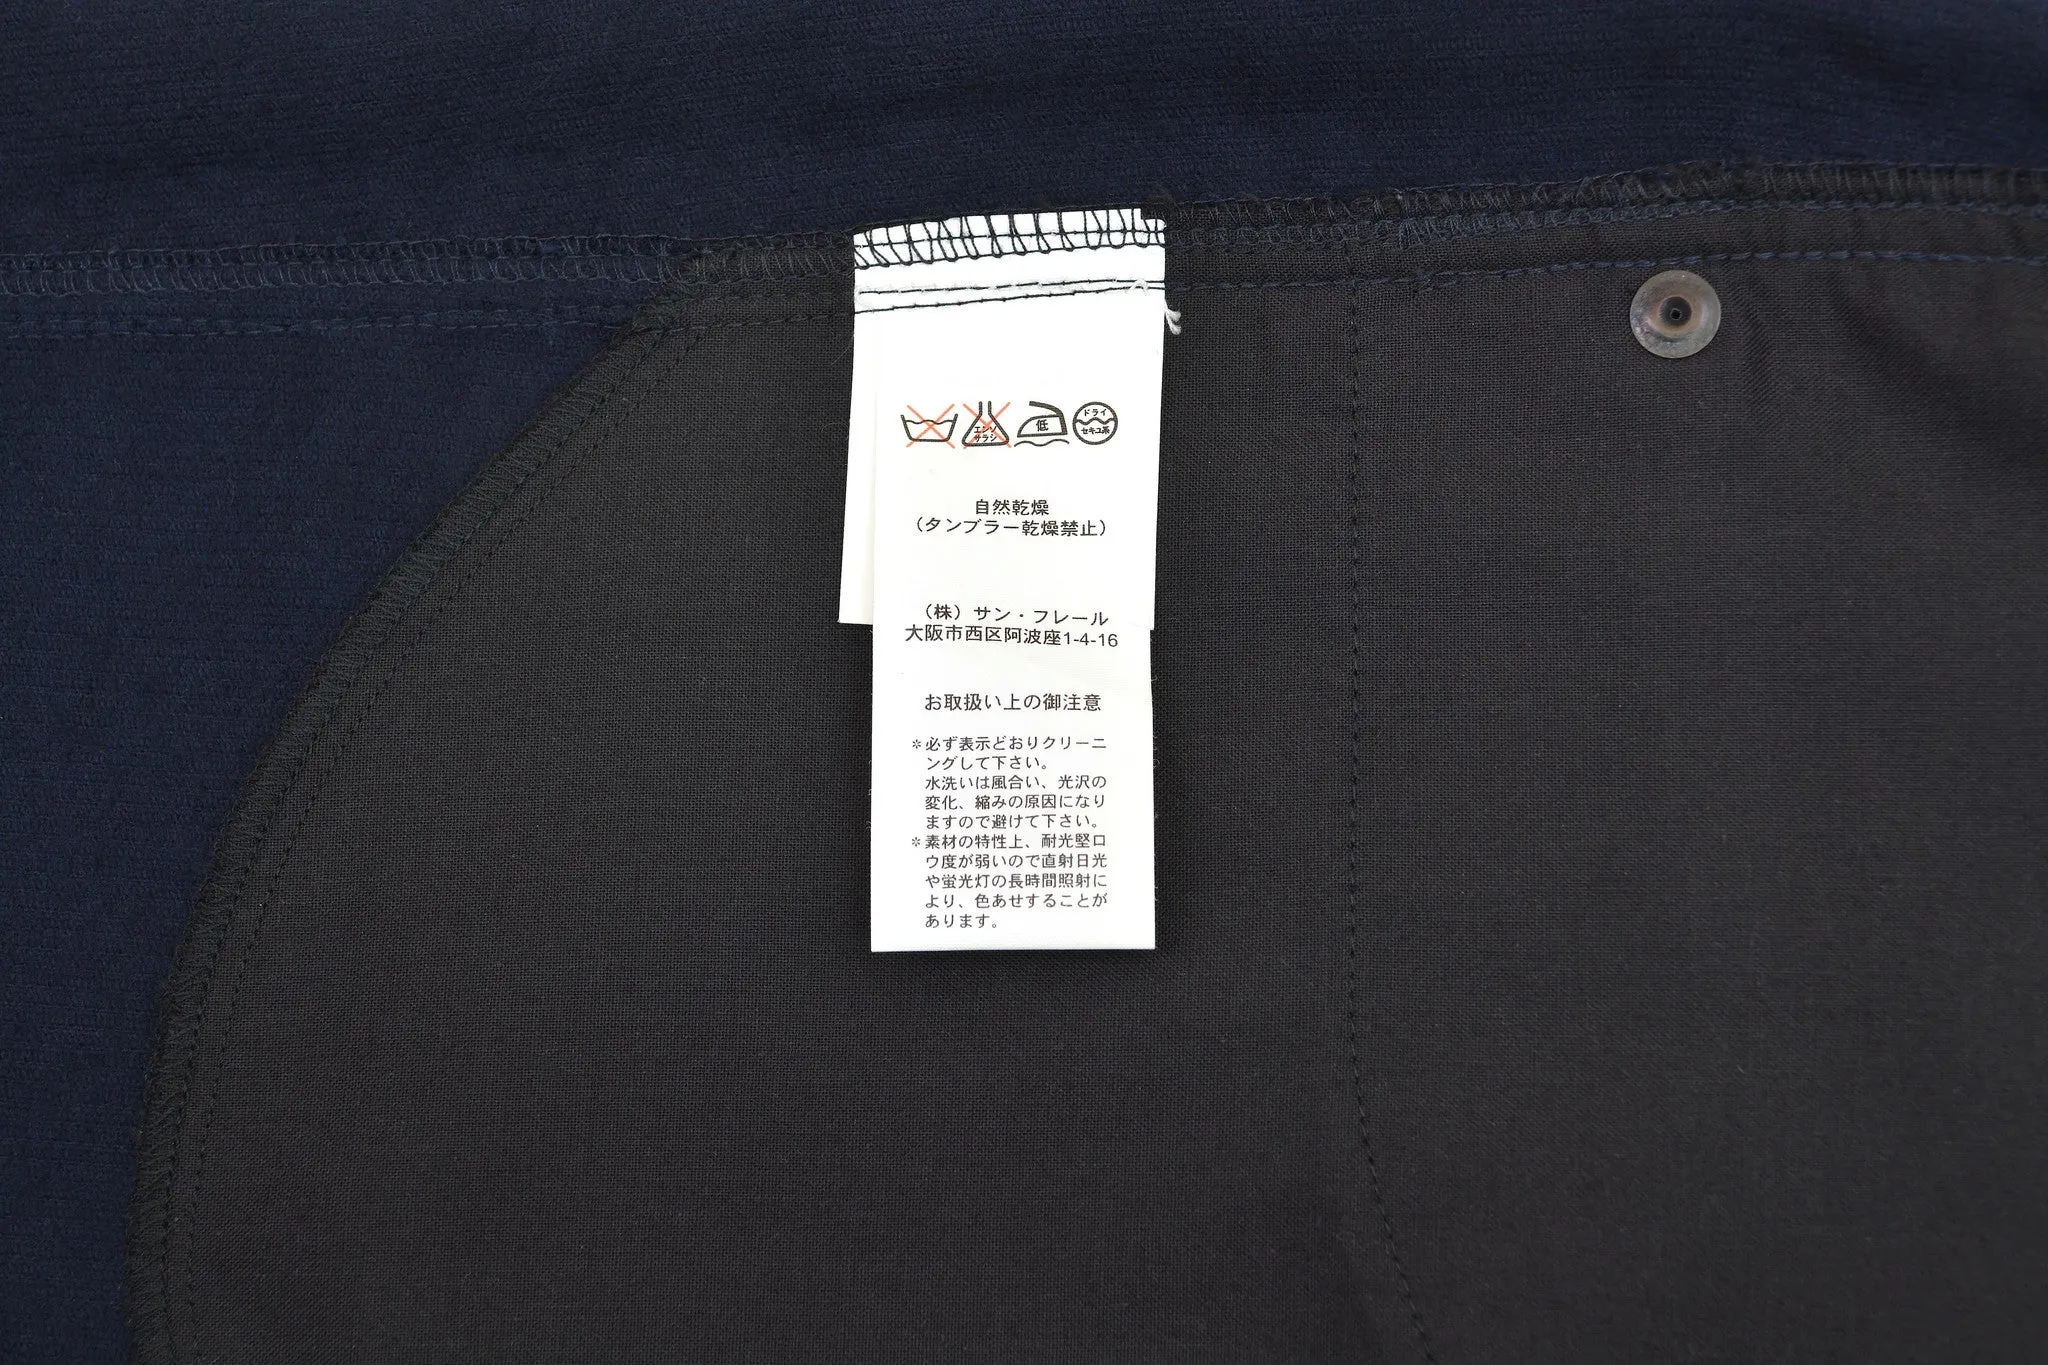 エンソ
サラシ
低
ドライ
セキユ系
自然乾燥
（タンブラー乾燥禁止）
（株）サン・フレール
大阪市西区阿波座1-4-16
お取扱い上の御注意
＊必ず表示どおりクリーニ
ングして下さい。
水洗いは風合い、光沢の
変化、縮みの原因になり
ますので避けて下さい。
＊素材の特性上、耐光堅ロ
ウ度が弱いので直射日光
や蛍光灯の長時間照射に
より、色あせすることが
あります。